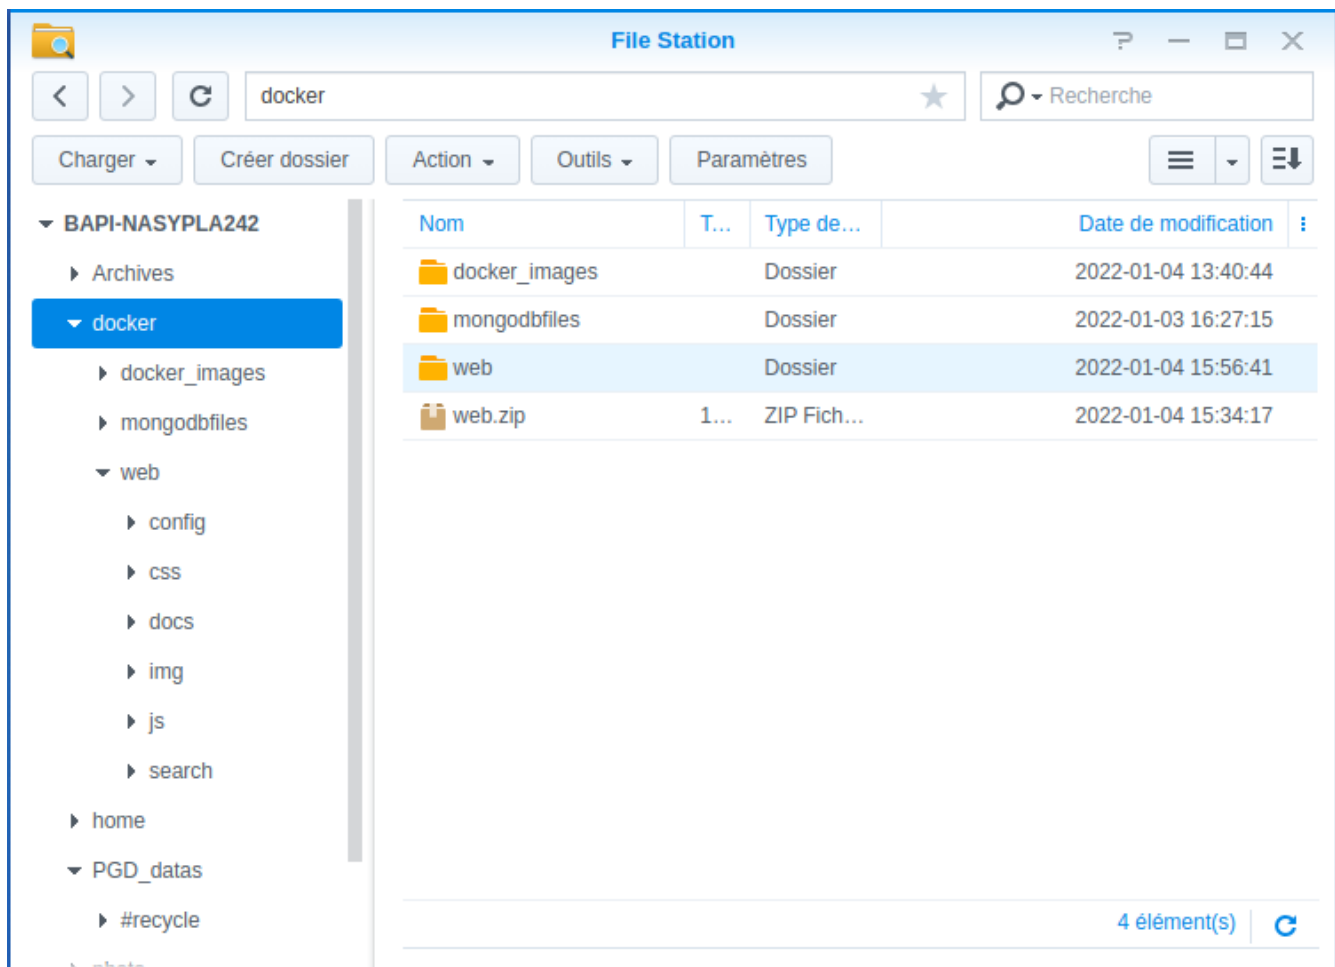 File Station
docker
Recherche
Charger
Créer dossier
Action
Outils
Paramètres
BAPI-NASYPLA242
Archives
docker
docker_images
mongodbfiles
web
config
css
docs
img
js
search
home
PGD_datas
#recycle
Nom T... Type de... Date de modification
docker_images Dossier 2022-01-04 13:40:44
mongodbfiles Dossier 2022-01-03 16:27:15
web Dossier 2022-01-04 15:56:41
web.zip 1... ZIP Fich... 2022-01-04 15:34:17
4 élément(s)